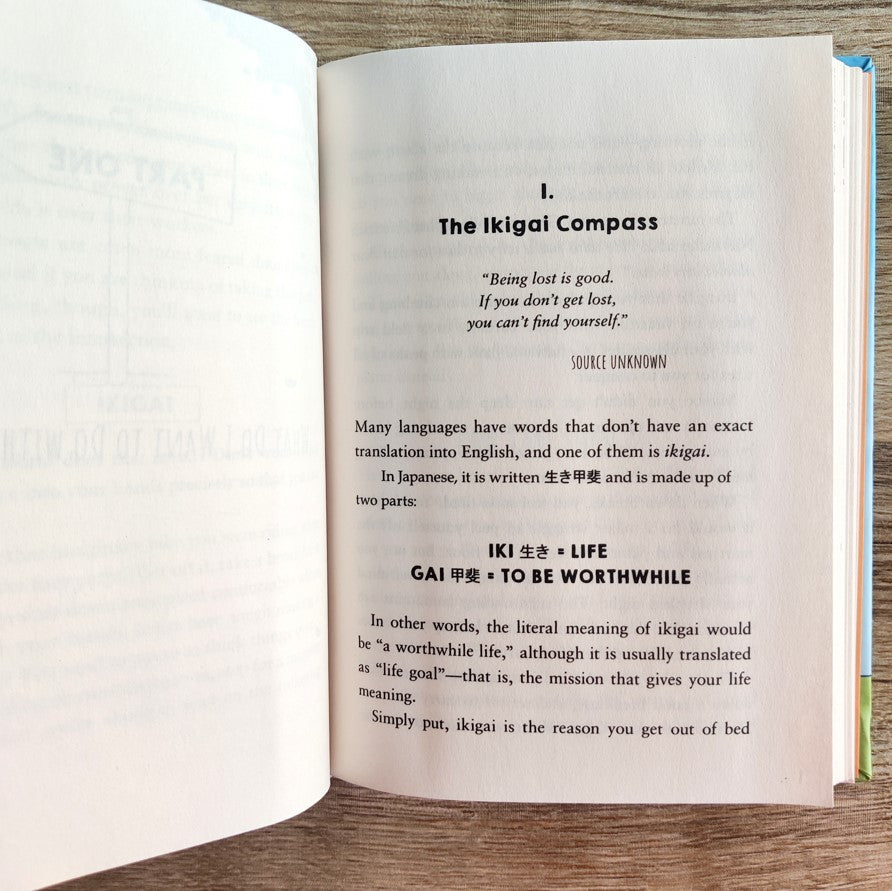 I.
The Ikigai Compass
“Being lost is good.
If you don’t get lost,
you can’t find yourself.”
SOURCE UNKNOWN
Many languages have words that don’t have an exact
translation into English, and one of them is ikigai.
In Japanese, it is written 生き甲斐 and is made up of
two parts:
IKI 生き = LIFE
GAI 甲斐 = TO BE WORTHWHILE
In other words, the literal meaning of ikigai would
be “a worthwhile life,” although it is usually translated
as “life goal”—that is, the mission that gives your life
meaning.
Simply put, ikigai is the reason you get out of bed